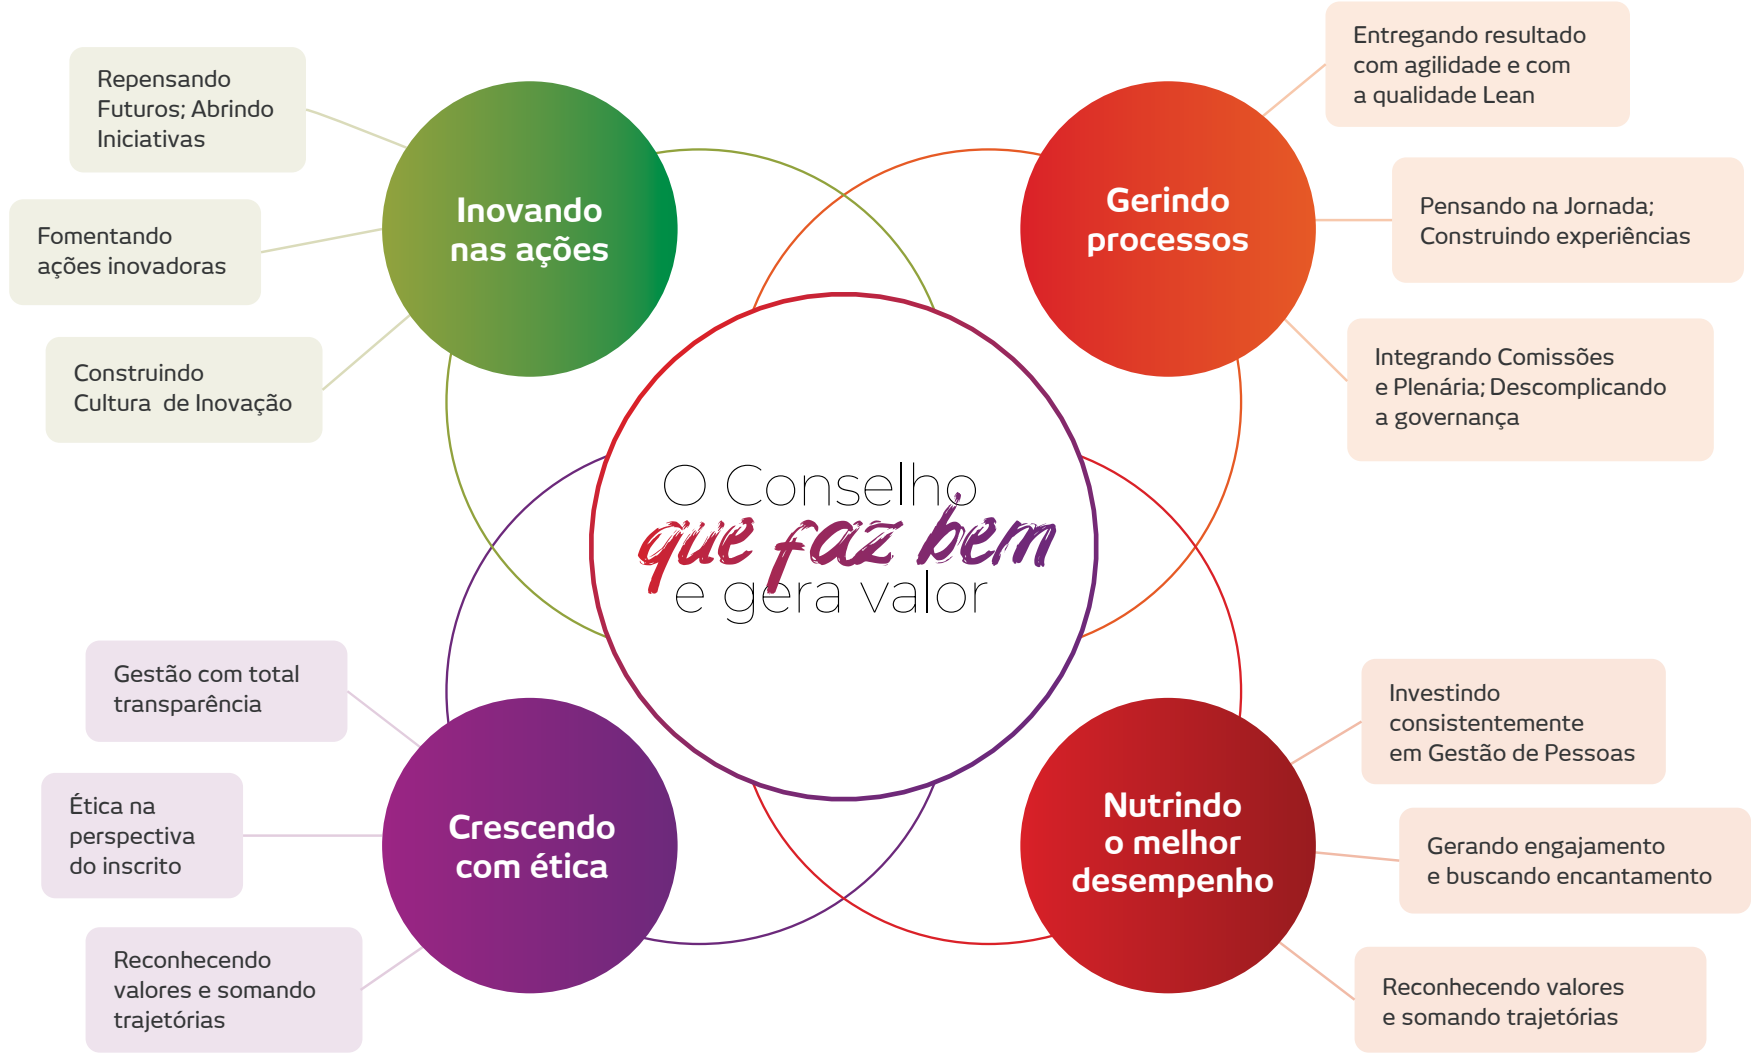 Repensando
Futuros; Abrindo
Iniciativas
Fomentando
ações inovadoras
Construindo
Cultura de Inovação
Inovando
nas ações
Gerindo
processos
Entregando resultado
com agilidade e com
a qualidade Lean
Pensando na Jornada;
Construindo experiências
Integrando Comissões
e Plenária; Descomplicando
a governança
O Conselho
que faz bem
e gera valor
Gestão com total
transparência
Ética na
perspectiva
do inscrito
Reconhecendo
valores e somando
trajetórias
Crescendo
com ética
Nutrindo
o melhor
desempenho
Investindo
consistentemente
em Gestão de Pessoas
Gerando engajamento
e buscando encantamento
Reconhecendo valores
e somando trajetórias